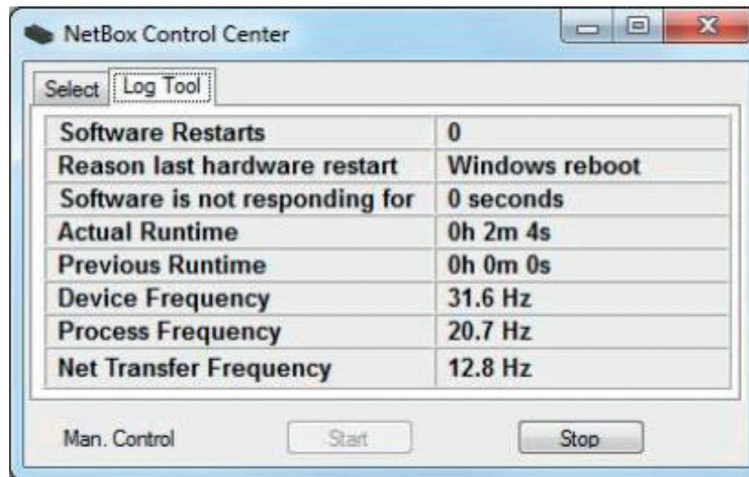 NetBox Control Center
Select Log Tool
Software Restarts 0
Reason last hardware restart Windows reboot
Software is not responding for 0 seconds
Actual Runtime 0h 2m 4s
Previous Runtime 0h 0m 0s
Device Frequency 31.6 Hz
Process Frequency 20.7 Hz
Net Transfer Frequency 12.8 Hz
Man. Control Start Stop